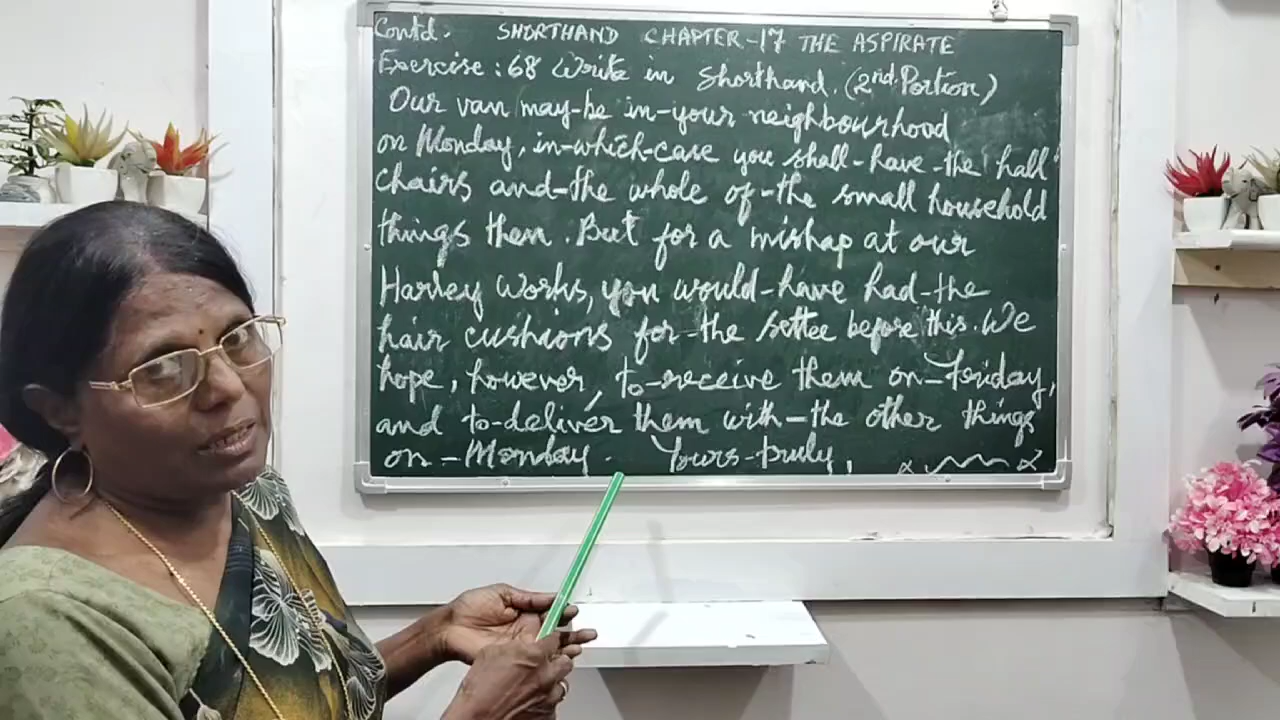 Contd. SHORTHAND CHAPTER-17 THE ASPIRATE
Exercise: 68 Write in Shorthand. (2nd Portion)
Our van may-be in-your neighbourhood
on Monday, in-which-case you shall-have-the hall
chairs and-the whole of-the small household
things then. But for a mishap at our
Harley Works, you would-have had-the
hair cushions for-the settee before this. We
hope, however, to-receive them on-Friday,
and to-deliver them with-the other things
on-Monday. Yours-truly,